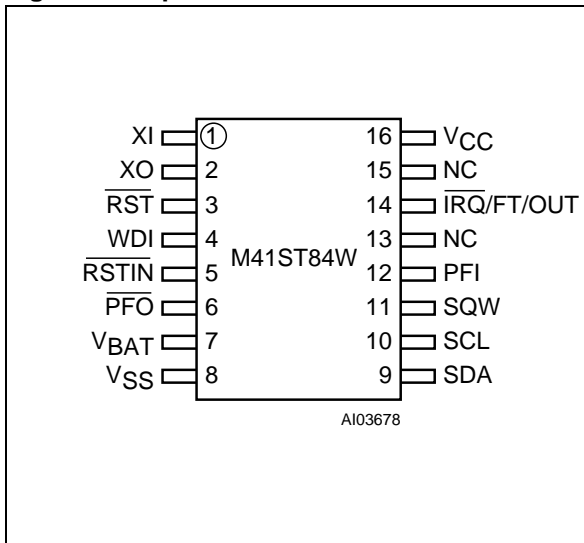 XI 1 16 VCC
XO 2 15 NC
RST 3 14 IRQ/FT/OUT
WDI 4 13 NC
M41ST84W
RSTIN 5 12 PFI
PFO 6 11 SQW
VBAT 7 10 SCL
VSS 8 9 SDA
AI03678